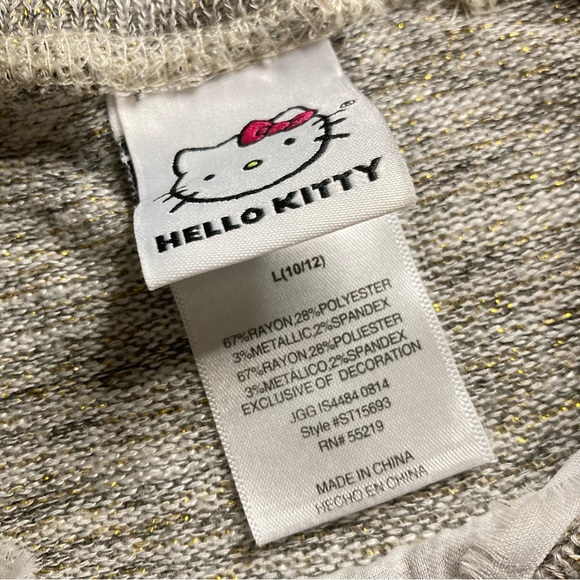 ®
HELLO KITTY
L(10/12)
67%RAYON.28%POLYESTER
3%METALLIC.2%SPANDEX
67%RAYON.28%POLIESTER
3%METÁLICO.2%SPANDEX
EXCLUSIVE OF DECORATION
JGG IS4484 0814
Style #ST15693
RN# 55219
MADE IN CHINA
HECHO EN CHINA